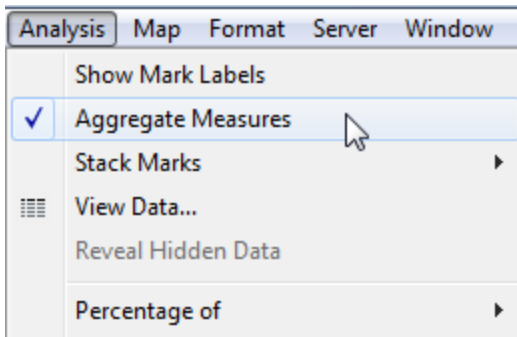 Analysis Map Format Server Window
Show Mark Labels
Aggregate Measures
Stack Marks
View Data...
Reveal Hidden Data
Percentage of